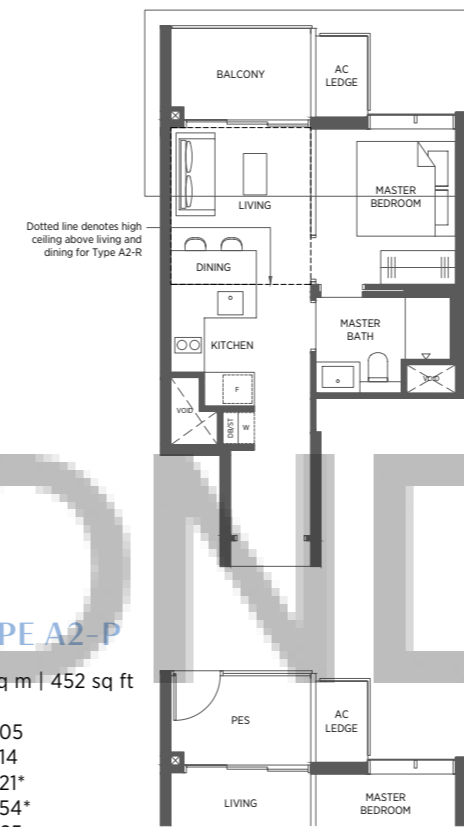 BALCONY
AC
LEDGE
LIVING
MASTER
BEDROOM
Dotted line denotes high
ceiling above living and
dining for Type A2-R
DINING
KITCHEN
MASTER
BATH
F
VOID
VOID
DB/ST
W
PE A2-P
q m | 452 sq ft
05
14
21*
54*
PES
AC
LEDGE
LIVING
MASTER
BEDROOM